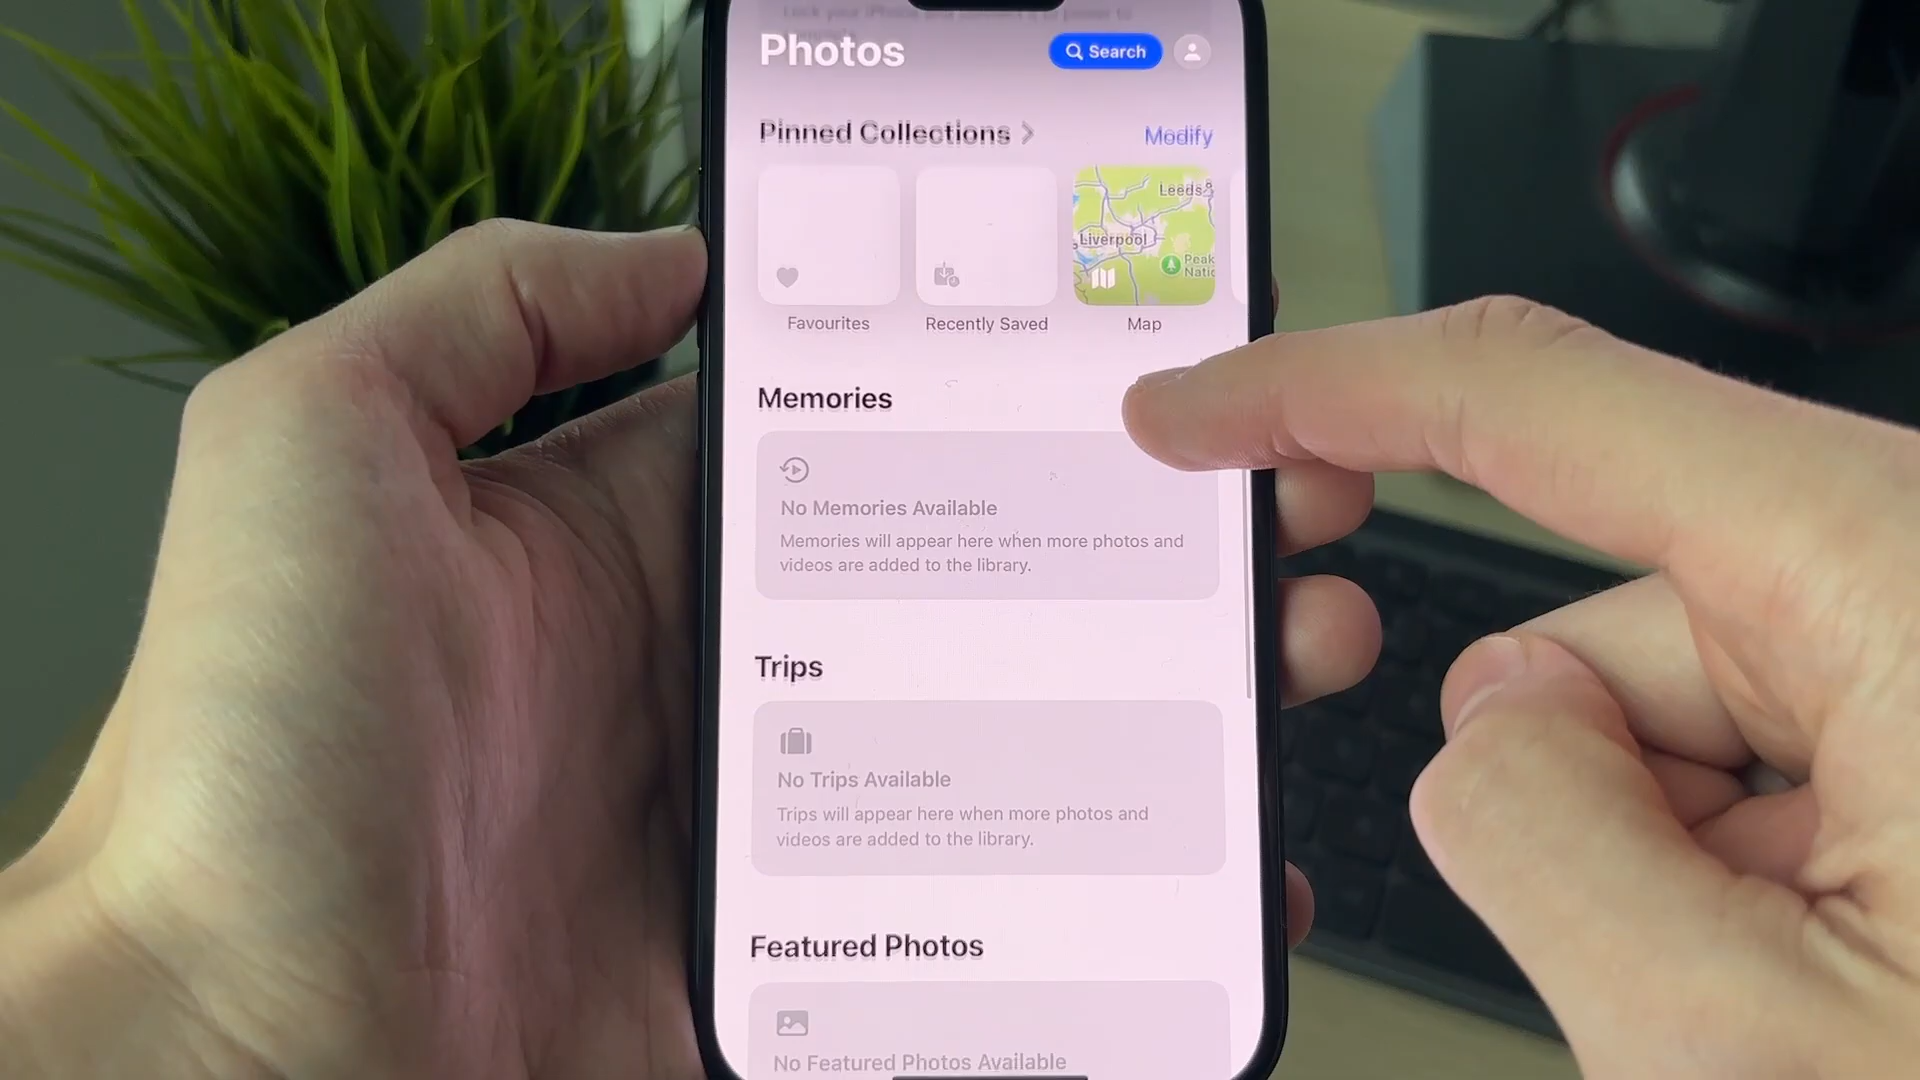 Photos
Search
Pinned Collections
Modify
Leeds
Liverpool
Peak
Natio
Favourites
Recently Saved
Map
Memories
No Memories Available
Memories will appear here when more photos and
videos are added to the library.
Trips
No Trips Available
Trips will appear here when more photos and
videos are added to the library.
Featured Photos
No Featured Photos Available